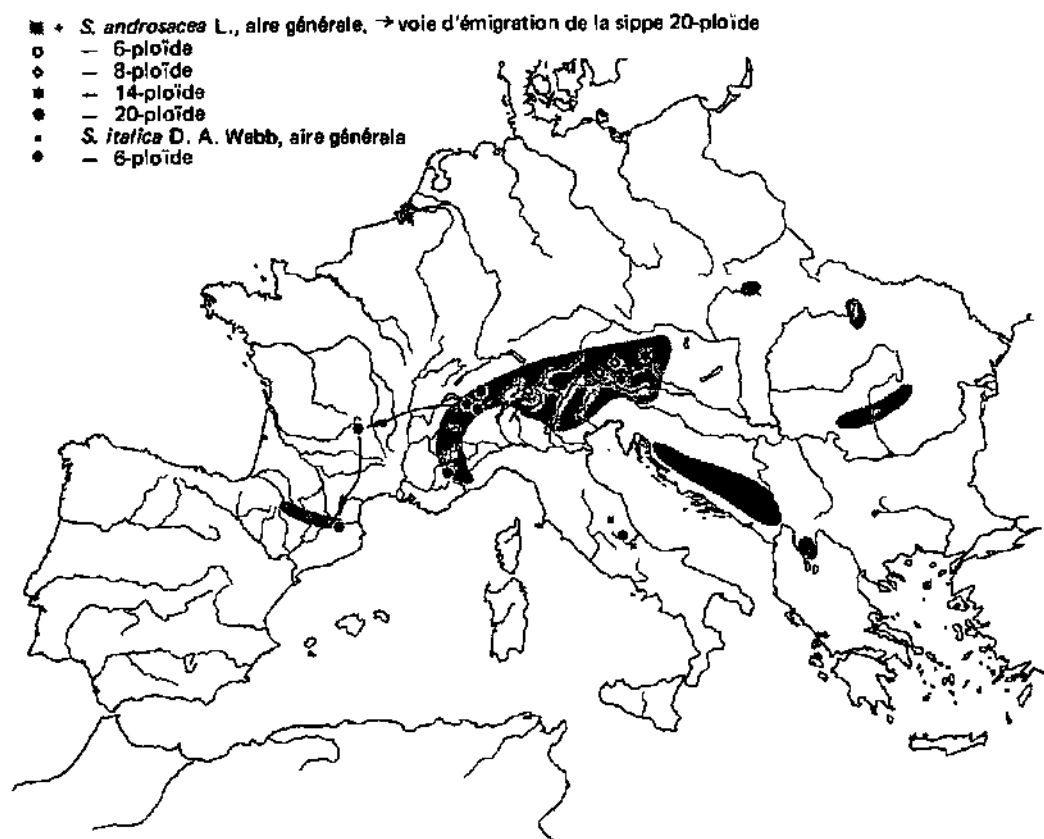 + S. androsacea L., aire générale, → voie d'émigration de la sippe 20-ploïde
— 6-ploïde
— 8-ploïde
— 14-ploïde
— 20-ploïde
S. italica D. A. Webb, aire générala
— 6-ploïde